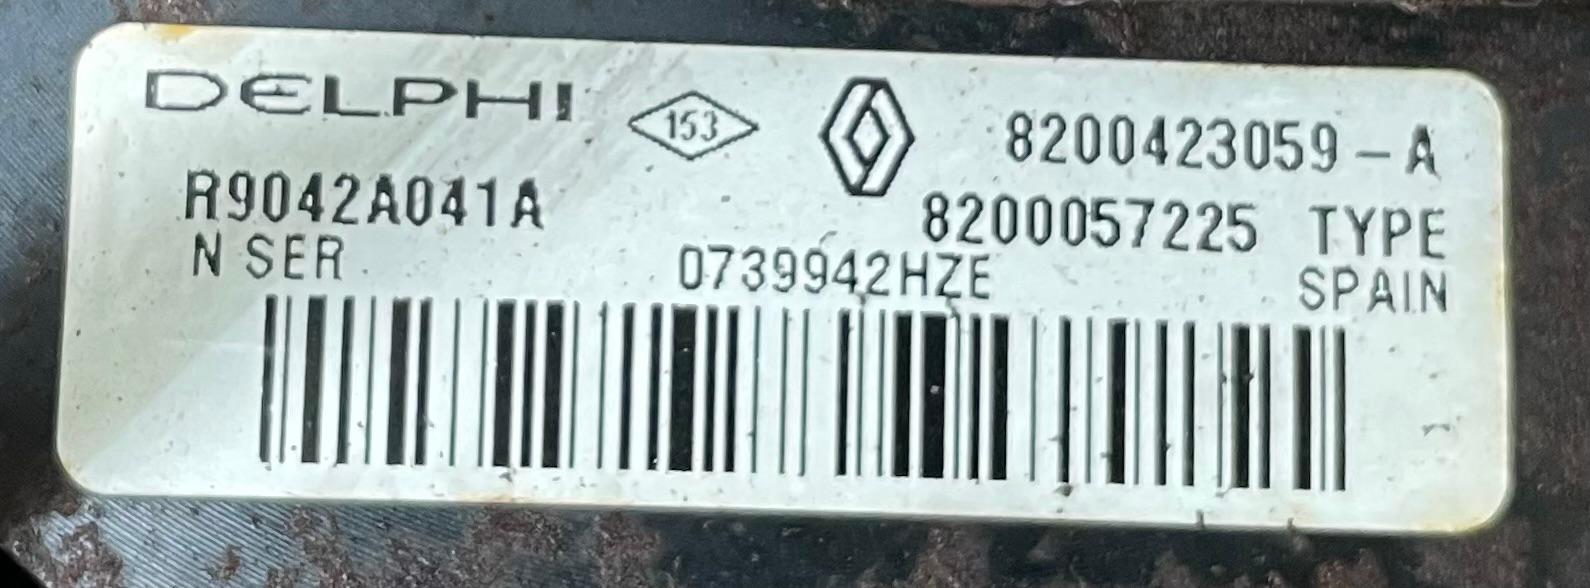 DELPHI 153 8200423059-A
R9042A041A 8200057225 TYPE
N SER 0739942HZE SPAIN